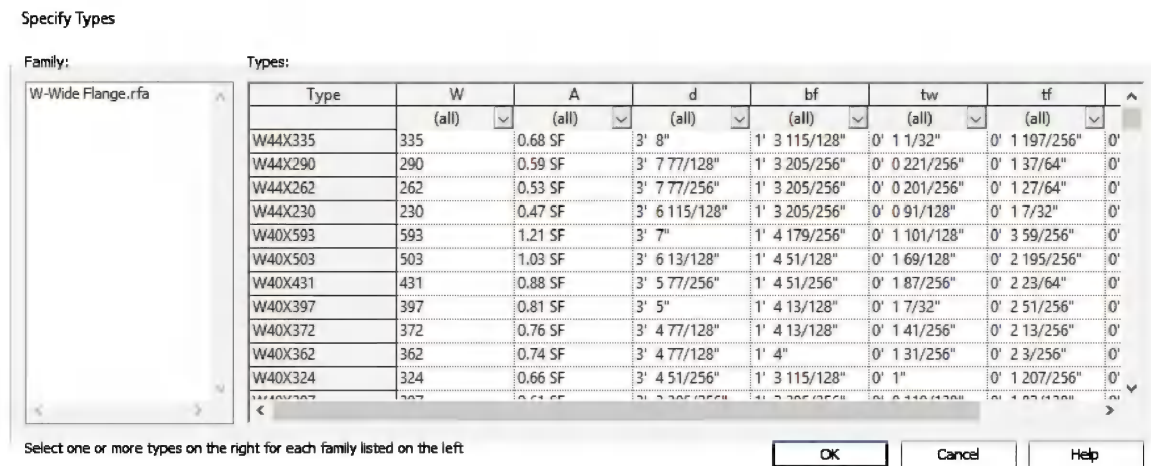 Specify Types
Family: Types:
W-Wide Flange.rfa
Type W A d bf tw tf
(all) (all) (all) (all) (all) (all)
W44X335 335 0.68 SF 3' 8" 1' 3 115/128" 0' 1 1/32" 0' 1 197/256" 0'
W44X290 290 0.59 SF 3' 7 77/128" 1' 3 205/256" 0' 0 221/256" 0' 1 37/64" 0'
W44X262 262 0.53 SF 3' 7 77/256" 1' 3 205/256" 0' 0 201/256" 0' 1 27/64" 0'
W44X230 230 0.47 SF 3' 6 115/128" 1' 3 205/256" 0' 0 91/128" 0' 1 7/32" 0'
W40X593 593 1.21 SF 3' 7" 1' 4 179/256" 0' 1 101/128" 0' 3 59/256" 0'
W40X503 503 1.03 SF 3' 6 13/128" 1' 4 51/128" 0' 1 69/128" 0' 2 195/256" 0'
W40X431 431 0.88 SF 3' 5 77/256" 1' 4 51/256" 0' 1 87/256" 0' 2 23/64" 0'
W40X397 397 0.81 SF 3' 5" 1' 4 13/128" 0' 1 7/32" 0' 2 51/256" 0'
W40X372 372 0.76 SF 3' 4 77/128" 1' 4 13/128" 0' 1 41/256" 0' 2 13/256" 0'
W40X362 362 0.74 SF 3' 4 77/128" 1' 4" 0' 1 31/256" 0' 2 3/256" 0'
W40X324 324 0.66 SF 3' 4 51/256" 1' 3 115/128" 0' 1" 0' 1 207/256" 0'
Select one or more types on the right for each family listed on the left
OK Cancel Help